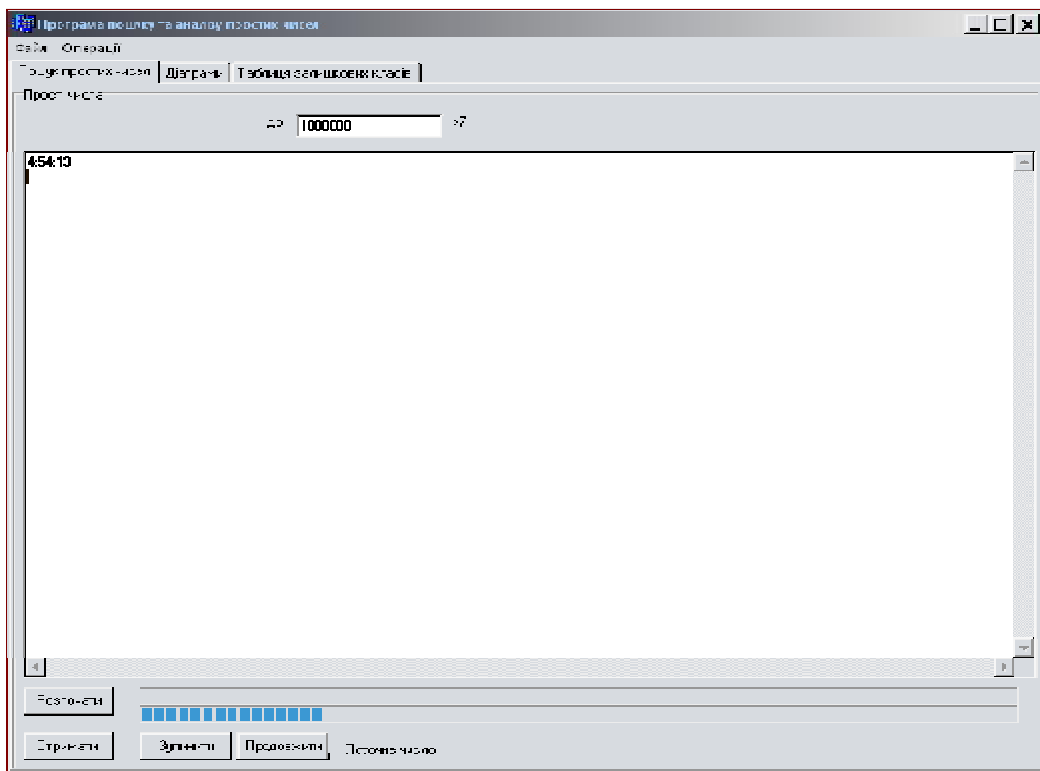 Програма пошуку та аналізу простих чисел
Файл Операції
Пошук простих чисел Діаграми Таблиця залишкових класів
Прості числа
до 1000000
4:54:13
Розпочати
Отримати Зупинити Продовжити Поточне число